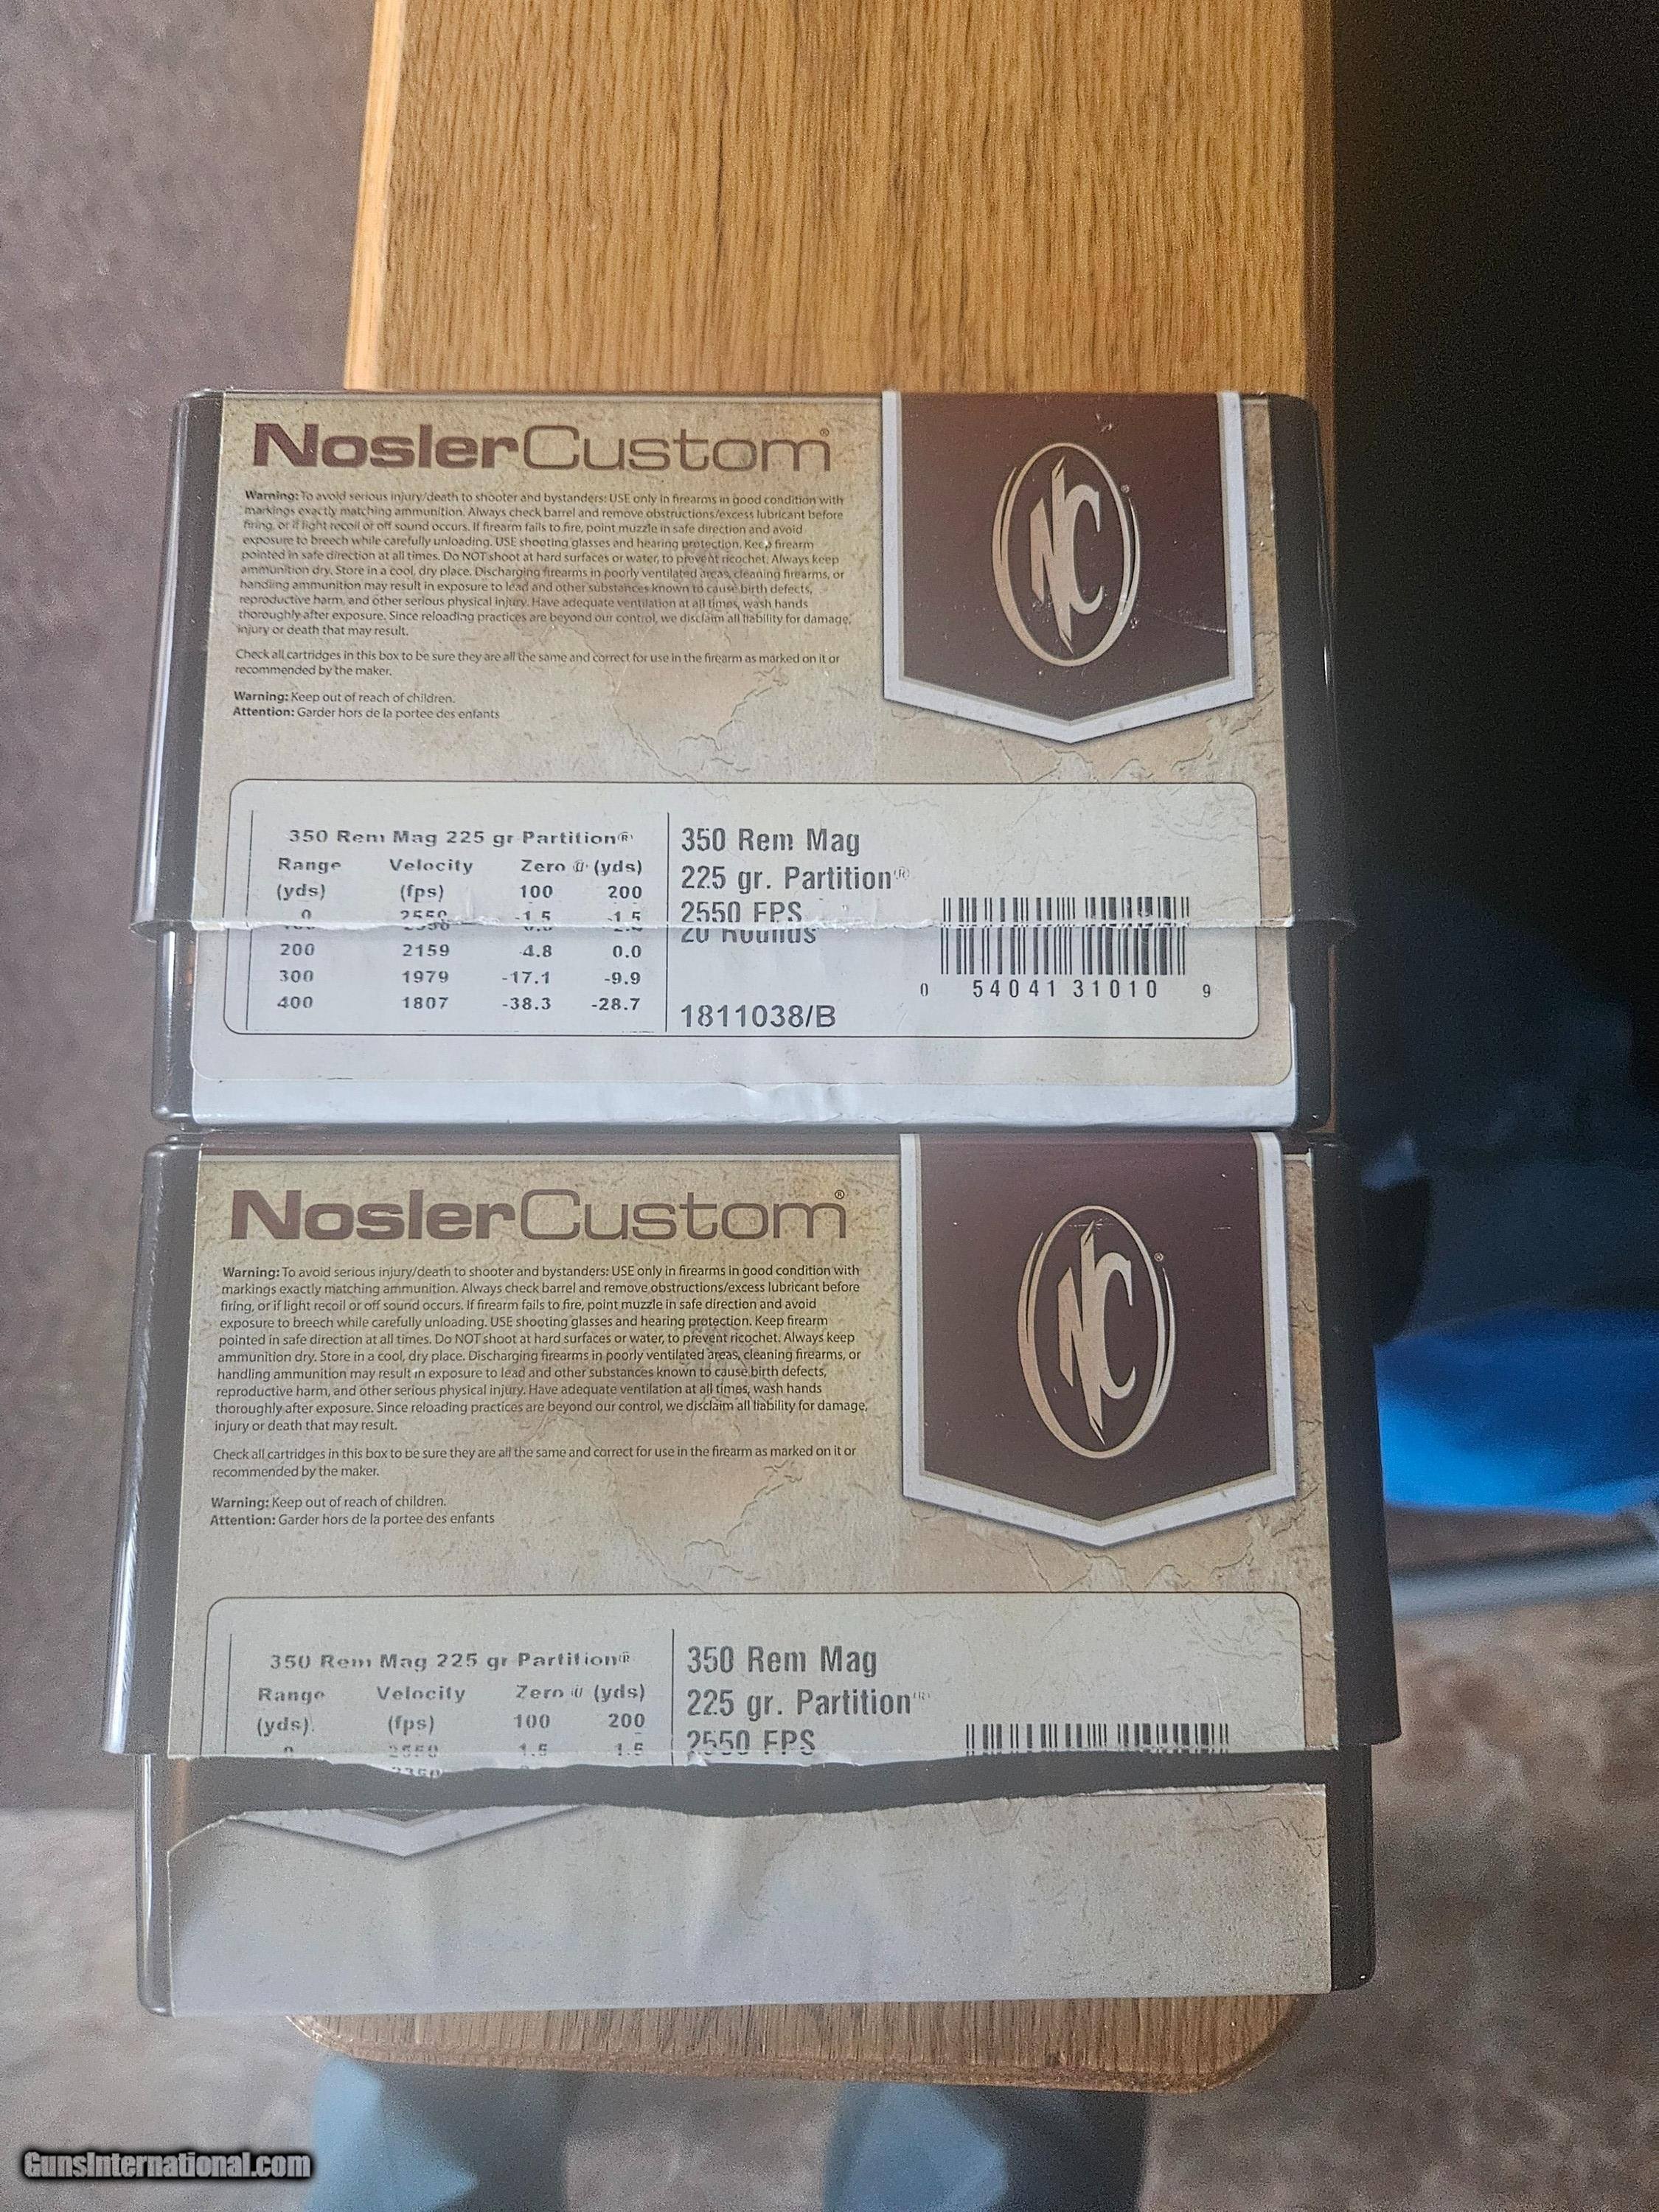 NoslerCustom®
Warning: To avoid serious injury/death to shooter and bystanders: USE only in firearms in good condition with
markings exactly matching ammunition. Always check barrel and remove obstructions/excess lubricant before
firing, or if light recoil or off sound occurs. If firearm fails to fire, point muzzle in safe direction and avoid
exposure to breech while carefully unloading. USE shooting glasses and hearing protection. Keep firearm
pointed in safe direction at all times. Do NOT shoot at hard surfaces or water, to prevent ricochet. Always keep
ammunition dry. Store in a cool, dry place. Discharging firearms in poorly ventilated areas, cleaning firearms, or
handling ammunition may result in exposure to lead and other substances known to cause birth defects,
reproductive harm, and other serious physical injury. Have adequate ventilation at all times, wash hands
thoroughly after exposure. Since reloading practices are beyond our control, we disclaim all liability for damage,
injury or death that may result.
Check all cartridges in this box to be sure they are all the same and correct for use in the firearm as marked on it or
recommended by the maker.
Warning: Keep out of reach of children.
Attention: Garder hors de la portee des enfants
NC®
350 Rem Mag 225 gr Partition®
Range Velocity Zero @ (yds)
(yds) (fps) 100 200
0 2550 -1.5 -1.5
200 2159 -4.8 0.0
300 1979 -17.1 -9.9
400 1807 -38.3 -28.7
350 Rem Mag
225 gr. Partition®
2550 FPS
20 Rounds
1811038/B
0 54041 31010 9
NoslerCustom®
Warning: To avoid serious injury/death to shooter and bystanders: USE only in firearms in good condition with
markings exactly matching ammunition. Always check barrel and remove obstructions/excess lubricant before
firing, or if light recoil or off sound occurs. If firearm fails to fire, point muzzle in safe direction and avoid
exposure to breech while carefully unloading. USE shooting glasses and hearing protection. Keep firearm
pointed in safe direction at all times. Do NOT shoot at hard surfaces or water, to prevent ricochet. Always keep
ammunition dry. Store in a cool, dry place. Discharging firearms in poorly ventilated areas, cleaning firearms, or
handling ammunition may result in exposure to lead and other substances known to cause birth defects,
reproductive harm, and other serious physical injury. Have adequate ventilation at all times, wash hands
thoroughly after exposure. Since reloading practices are beyond our control, we disclaim all liability for damage,
injury or death that may result.
Check all cartridges in this box to be sure they are all the same and correct for use in the firearm as marked on it or
recommended by the maker.
Warning: Keep out of reach of children.
Attention: Garder hors de la portee des enfants
NC®
350 Rem Mag 225 gr Partition®
Range Velocity Zero @ (yds)
(yds) (fps) 100 200
0 2550 1.5 1.5
350 Rem Mag
225 gr. Partition®
2550 FPS
GunsInternational.com